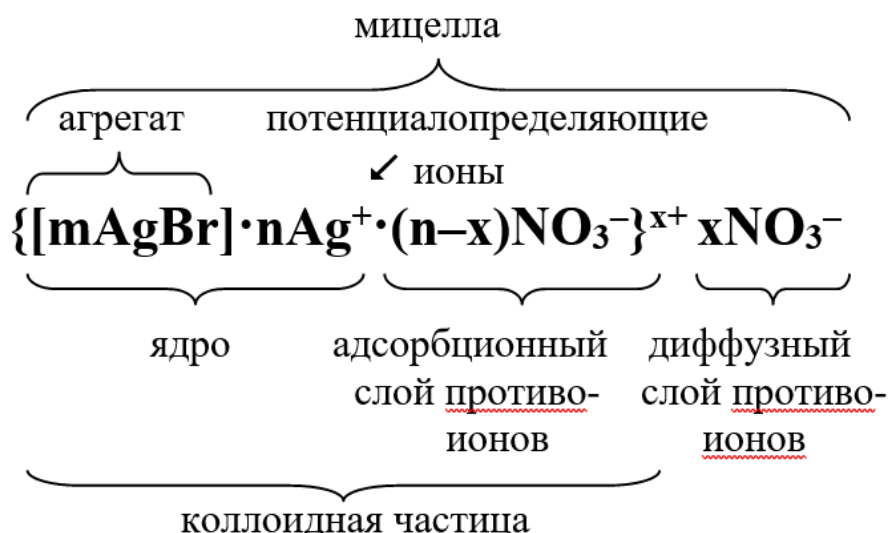 мицелла
агрегат потенциалопределяющие
ионы
{[mAgBr]·nAg⁺·(n–x)NO₃⁻}ˣ⁺ xNO₃⁻
ядро адсорбционный диффузный
слой противо- слой противо-
ионов ионов
коллоидная частица